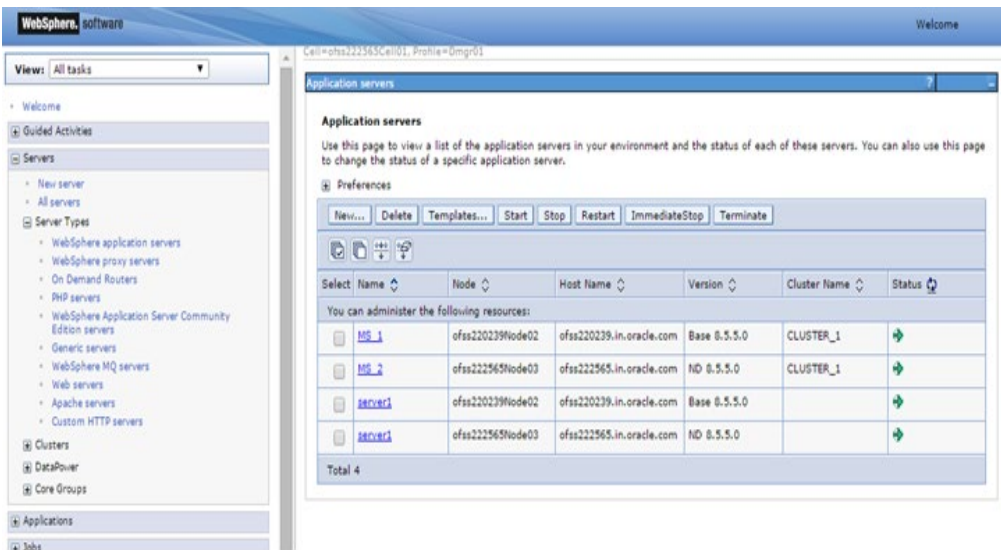 WebSphere. software
Welcome
View: All tasks
Welcome
Guided Activities
Servers
New server
All servers
Server Types
WebSphere application servers
WebSphere proxy servers
On Demand Routers
PHP servers
WebSphere Application Server Community
Edition servers
Generic servers
WebSphere MQ servers
Web servers
Apache servers
Custom HTTP servers
Clusters
DataPower
Core Groups
Applications
Jobs
Cell=ofss222565Cell01, Profile=Dmgr01
Application servers
?
Application servers
Use this page to view a list of the application servers in your environment and the status of each of these servers. You can also use this page
to change the status of a specific application server.
Preferences
New... Delete Templates... Start Stop Restart ImmediateStop Terminate
Select Name Node Host Name Version Cluster Name Status
You can administer the following resources:
MS_1 ofss220239Node02 ofss220239.in.oracle.com Base 8.5.5.0 CLUSTER_1
MS_2 ofss222565Node03 ofss222565.in.oracle.com ND 8.5.5.0 CLUSTER_1
server1 ofss220239Node02 ofss220239.in.oracle.com Base 8.5.5.0
server1 ofss222565Node03 ofss222565.in.oracle.com ND 8.5.5.0
Total 4